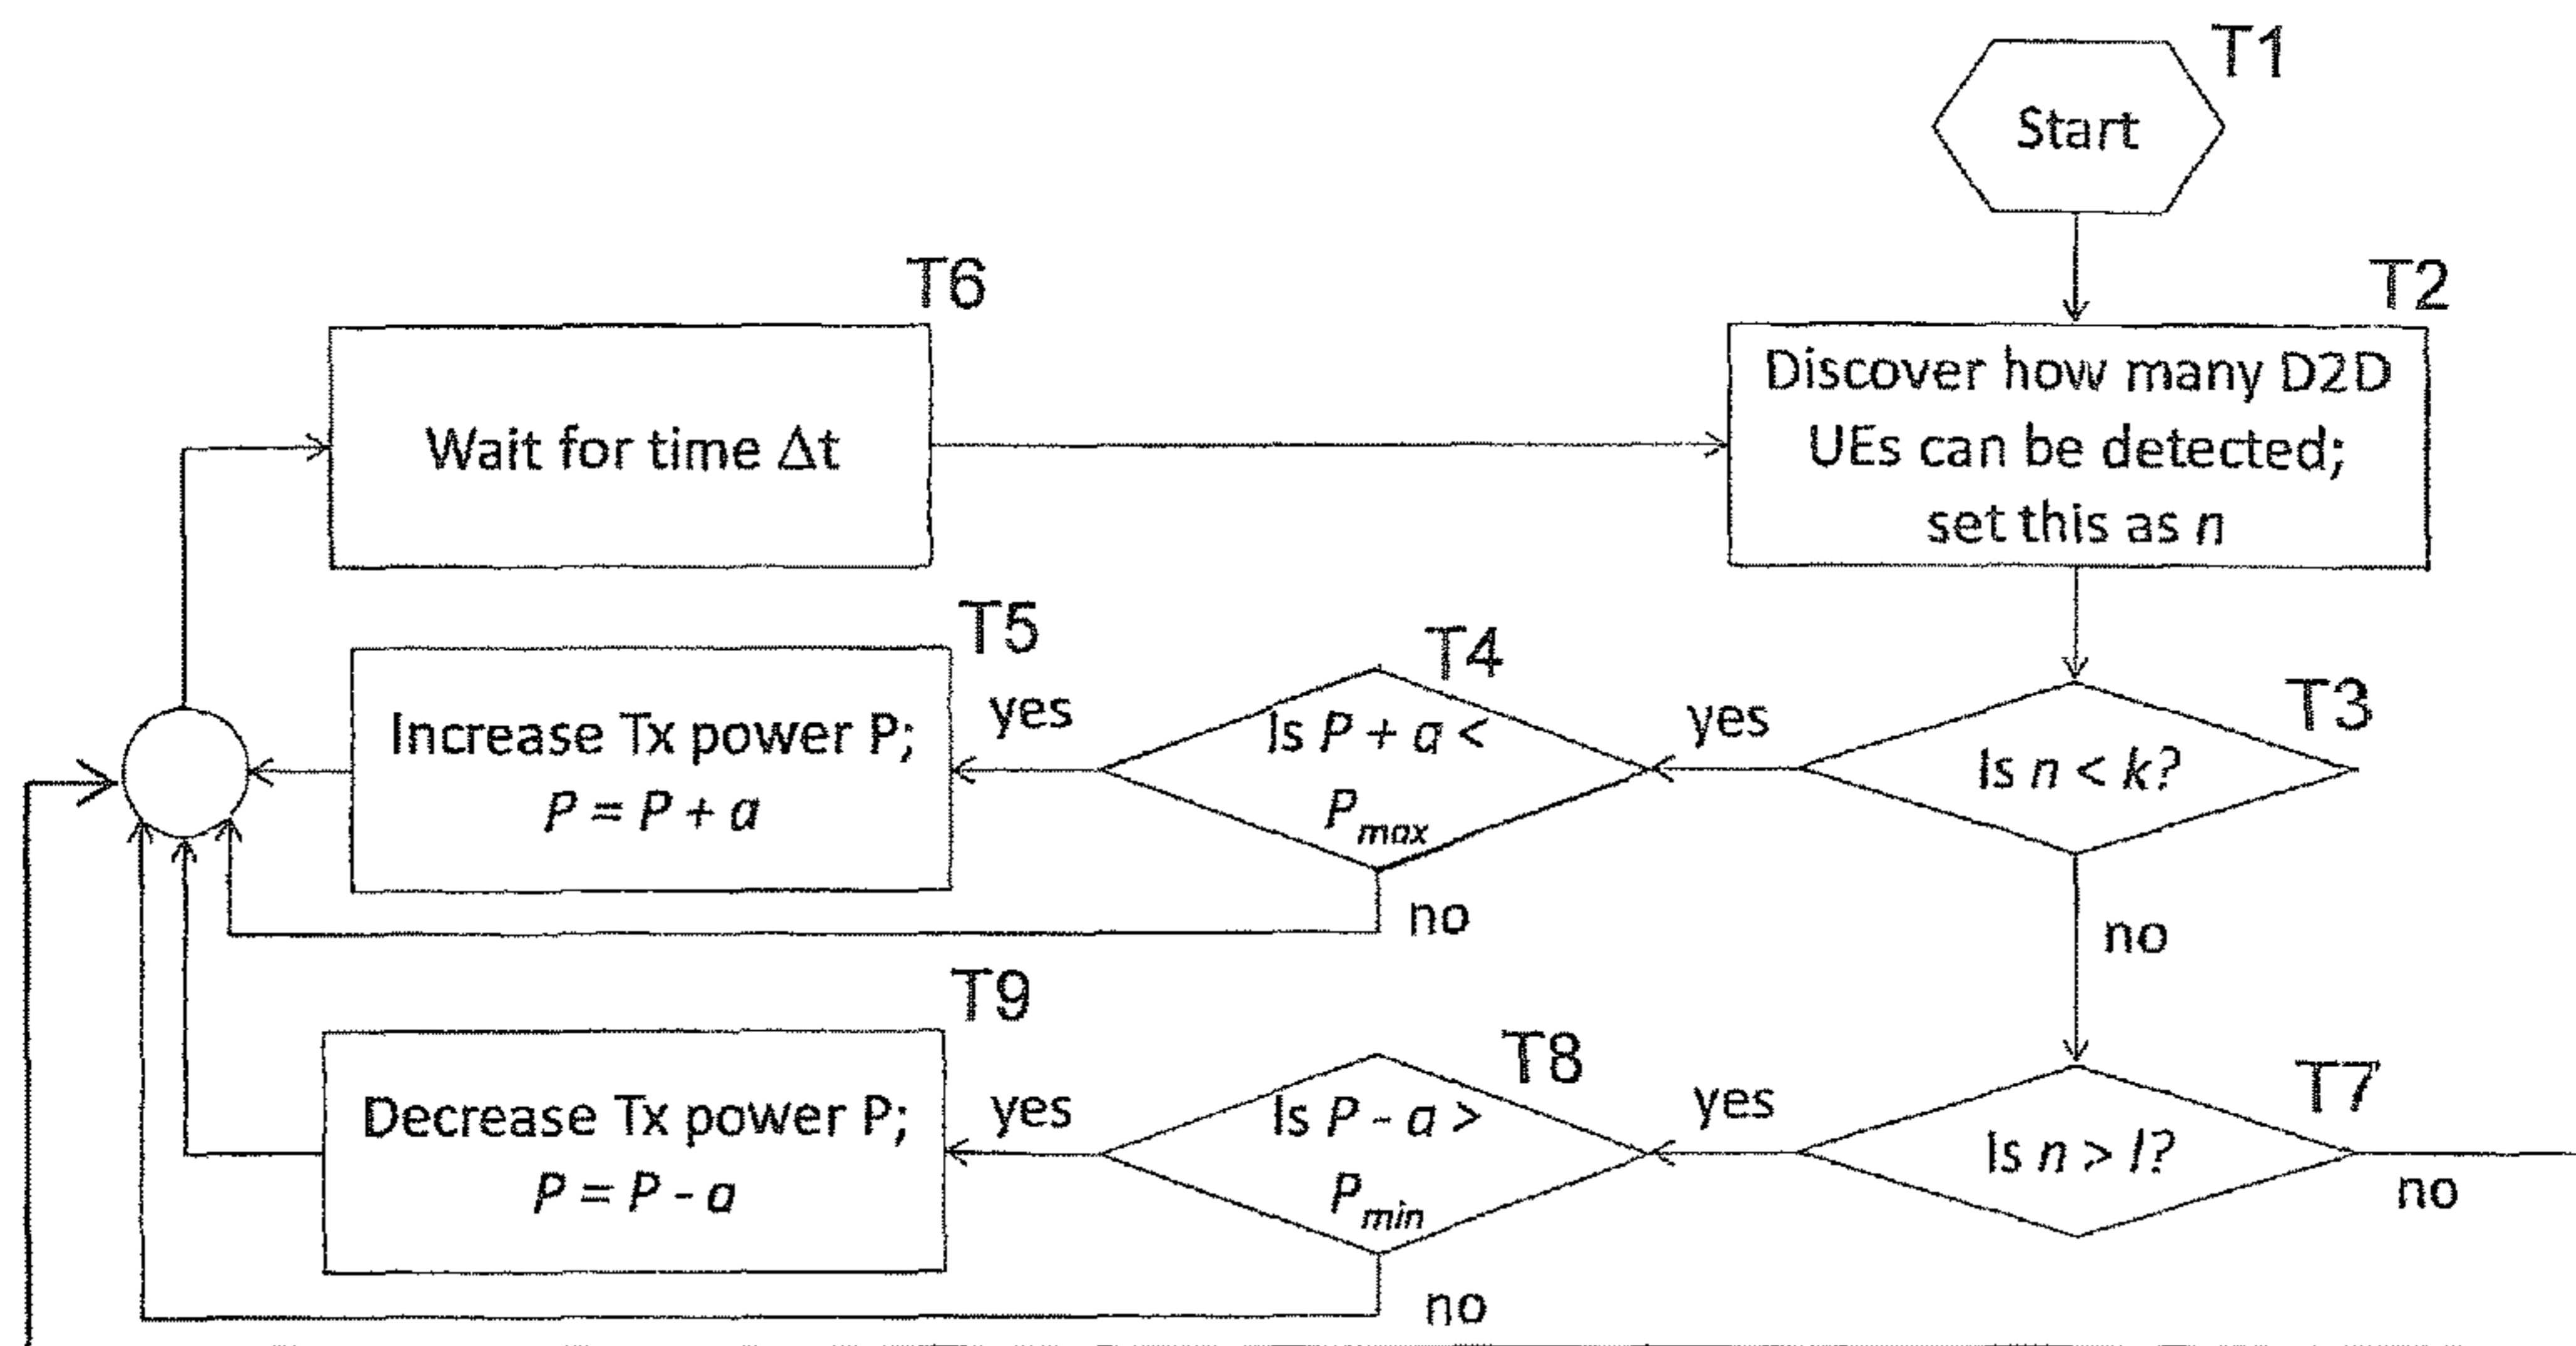 T1
Start
T2
Discover how many D2D
UEs can be detected;
set this as n
T6
Wait for time Δt
T3
Is n < k?
yes
no
T4
Is P + a <
Pmax
yes
no
T5
Increase Tx power P;
P = P + a
T7
Is n > l?
yes
no
T8
Is P - a >
Pmin
yes
no
T9
Decrease Tx power P;
P = P - a